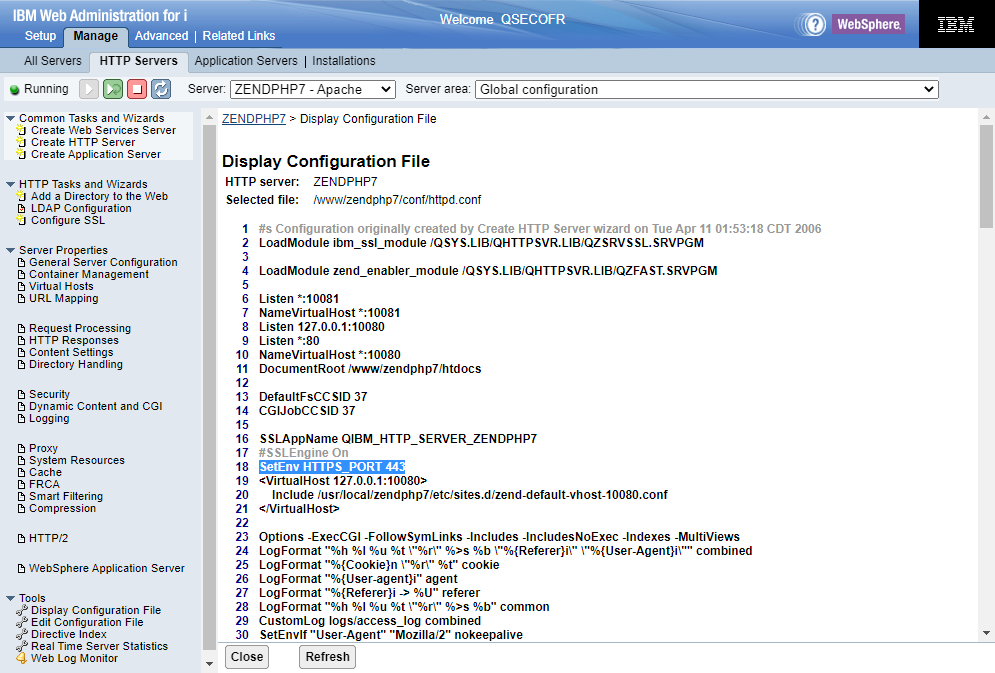 IBM Web Administration for i
Welcome QSECOFR
WebSphere.
IBM
Setup Manage Advanced | Related Links
All Servers HTTP Servers Application Servers | Installations
Running Server: ZENDPHP7 - Apache Server area: Global configuration
Common Tasks and Wizards
Create Web Services Server
Create HTTP Server
Create Application Server
HTTP Tasks and Wizards
Add a Directory to the Web
LDAP Configuration
Configure SSL
Server Properties
General Server Configuration
Container Management
Virtual Hosts
URL Mapping
Request Processing
HTTP Responses
Content Settings
Directory Handling
Security
Dynamic Content and CGI
Logging
Proxy
System Resources
Cache
FRCA
Smart Filtering
Compression
HTTP/2
WebSphere Application Server
Tools
Display Configuration File
Edit Configuration File
Directive Index
Real Time Server Statistics
Web Log Monitor
ZENDPHP7 > Display Configuration File
Display Configuration File
HTTP server: ZENDPHP7
Selected file: /www/zendphp7/conf/httpd.conf
1 #s Configuration originally created by Create HTTP Server wizard on Tue Apr 11 01:53:18 CDT 2006
2 LoadModule ibm_ssl_module /QSYS.LIB/QHTTPSVR.LIB/QZSRVSSL.SRVPGM
3
4 LoadModule zend_enabler_module /QSYS.LIB/QHTTPSVR.LIB/QZFAST.SRVPGM
5
6 Listen *:10081
7 NameVirtualHost *:10081
8 Listen 127.0.0.1:10080
9 Listen *:80
10 NameVirtualHost *:10080
11 DocumentRoot /www/zendphp7/htdocs
12
13 DefaultFsCCSID 37
14 CGIJobCCSID 37
15
16 SSLAppName QIBM_HTTP_SERVER_ZENDPHP7
17 #SSLEngine On
18 SetEnv HTTPS_PORT 443
19 <VirtualHost 127.0.0.1:10080>
20 Include /usr/local/zendphp7/etc/sites.d/zend-default-vhost-10080.conf
21 </VirtualHost>
22
23 Options -ExecCGI -FollowSymLinks -Includes -IncludesNoExec -Indexes -MultiViews
24 LogFormat "%h %l %u %t \"%r\" %>s %b \"%{Referer}i\" \"%{User-Agent}i\"" combined
25 LogFormat "%{Cookie}n \"%r\" %t" cookie
26 LogFormat "%{User-agent}i" agent
27 LogFormat "%{Referer}i -> %U" referer
28 LogFormat "%h %l %u %t \"%r\" %>s %b" common
29 CustomLog logs/access_log combined
30 SetEnvIf "User-Agent" "Mozilla/2" nokeepalive
Close Refresh